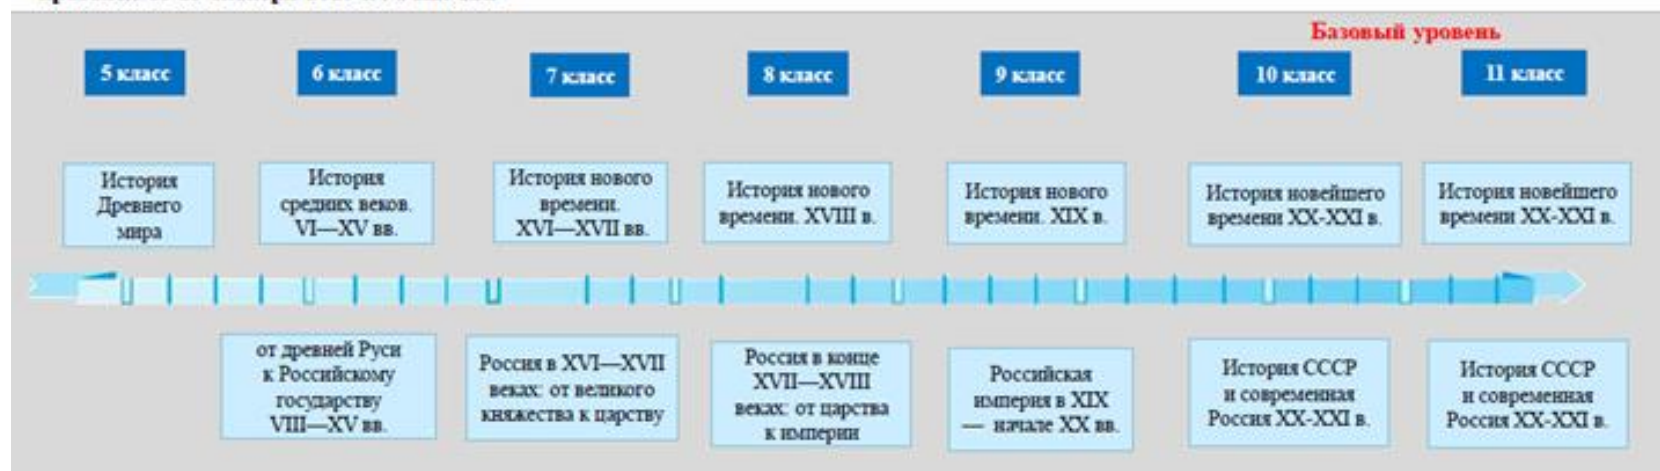 Базовый уровень
5 класс
6 класс
7 класс
8 класс
9 класс
10 класс
11 класс
История
Древнего
мира
История
средних веков.
VI—XV вв.
История нового
времени.
XVI—XVII вв.
История нового
времени. XVIII в.
История нового
времени. XIX в.
История новейшего
времени XX-XXI в.
История новейшего
времени XX-XXI в.
от древней Руси
к Российскому
государству
VIII—XV вв.
Россия в XVI—XVII
веках: от великого
княжества к царству
Россия в конце
XVII—XVIII
веках: от царства
к империи
Российская
империя в XIX
— начале XX вв.
История СССР
и современная
Россия XX-XXI в.
История СССР
и современная
Россия XX-XXI в.